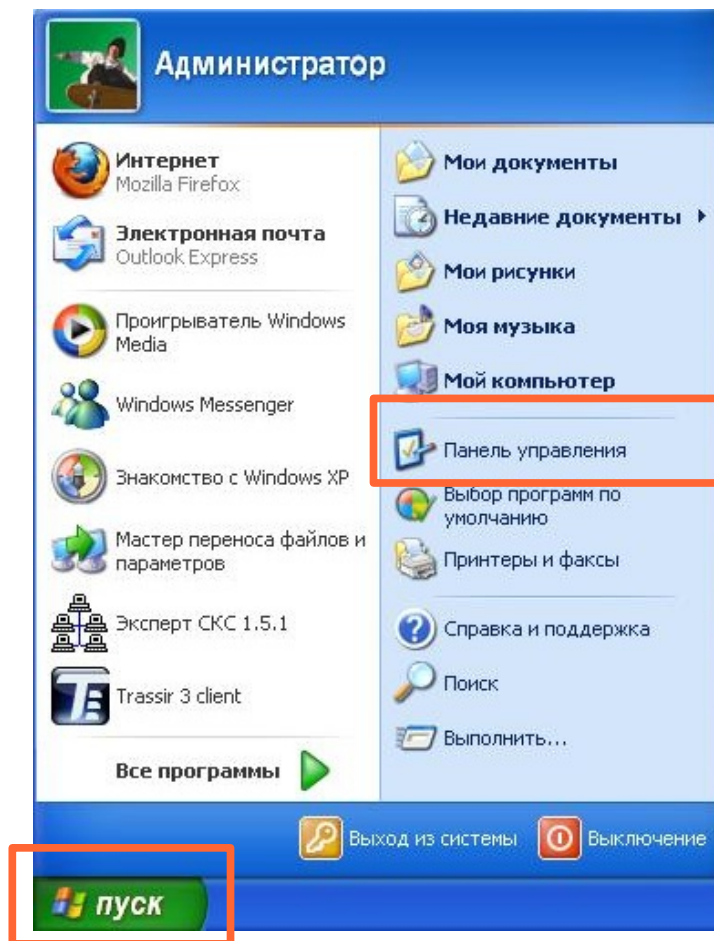 Администратор
Интернет
Mozilla Firefox
Электронная почта
Outlook Express
Проигрыватель Windows
Media
Windows Messenger
Знакомство с Windows XP
Мастер переноса файлов и
параметров
Эксперт СКС 1.5.1
Trassir 3 client
Все программы
Мои документы
Недавние документы
Мои рисунки
Моя музыка
Мой компьютер
Панель управления
Выбор программ по
умолчанию
Принтеры и факсы
Справка и поддержка
Поиск
Выполнить...
Выход из системы
Выключение
пуск